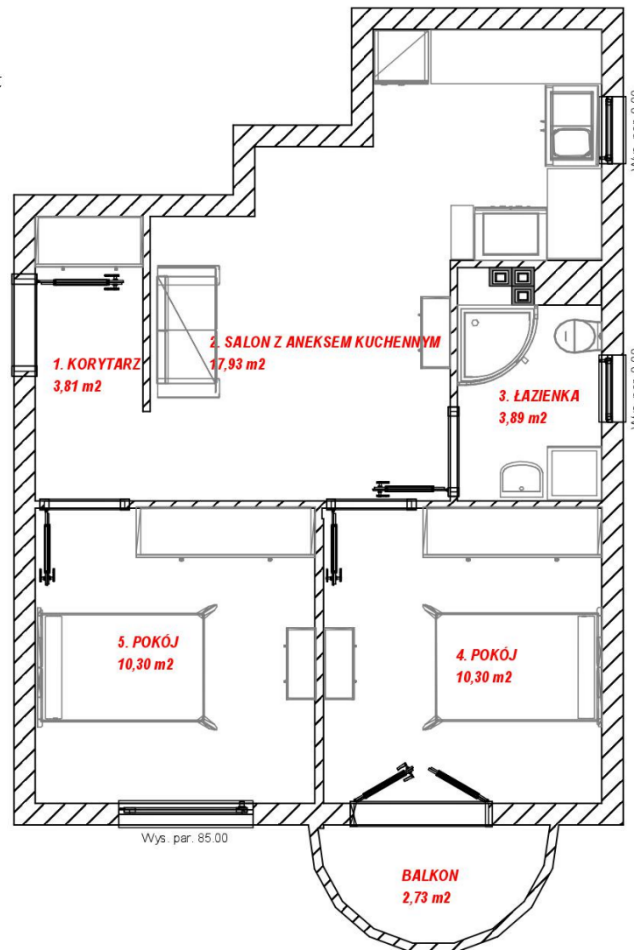 1. KORYTARZ
3,81 m2
2. SALON Z ANEKSEM KUCHENNYM
17,93 m2
3. ŁAZIENKA
3,89 m2
5. POKÓJ
10,30 m2
4. POKÓJ
10,30 m2
Wys. par. 85.00
BALKON
2,73 m2